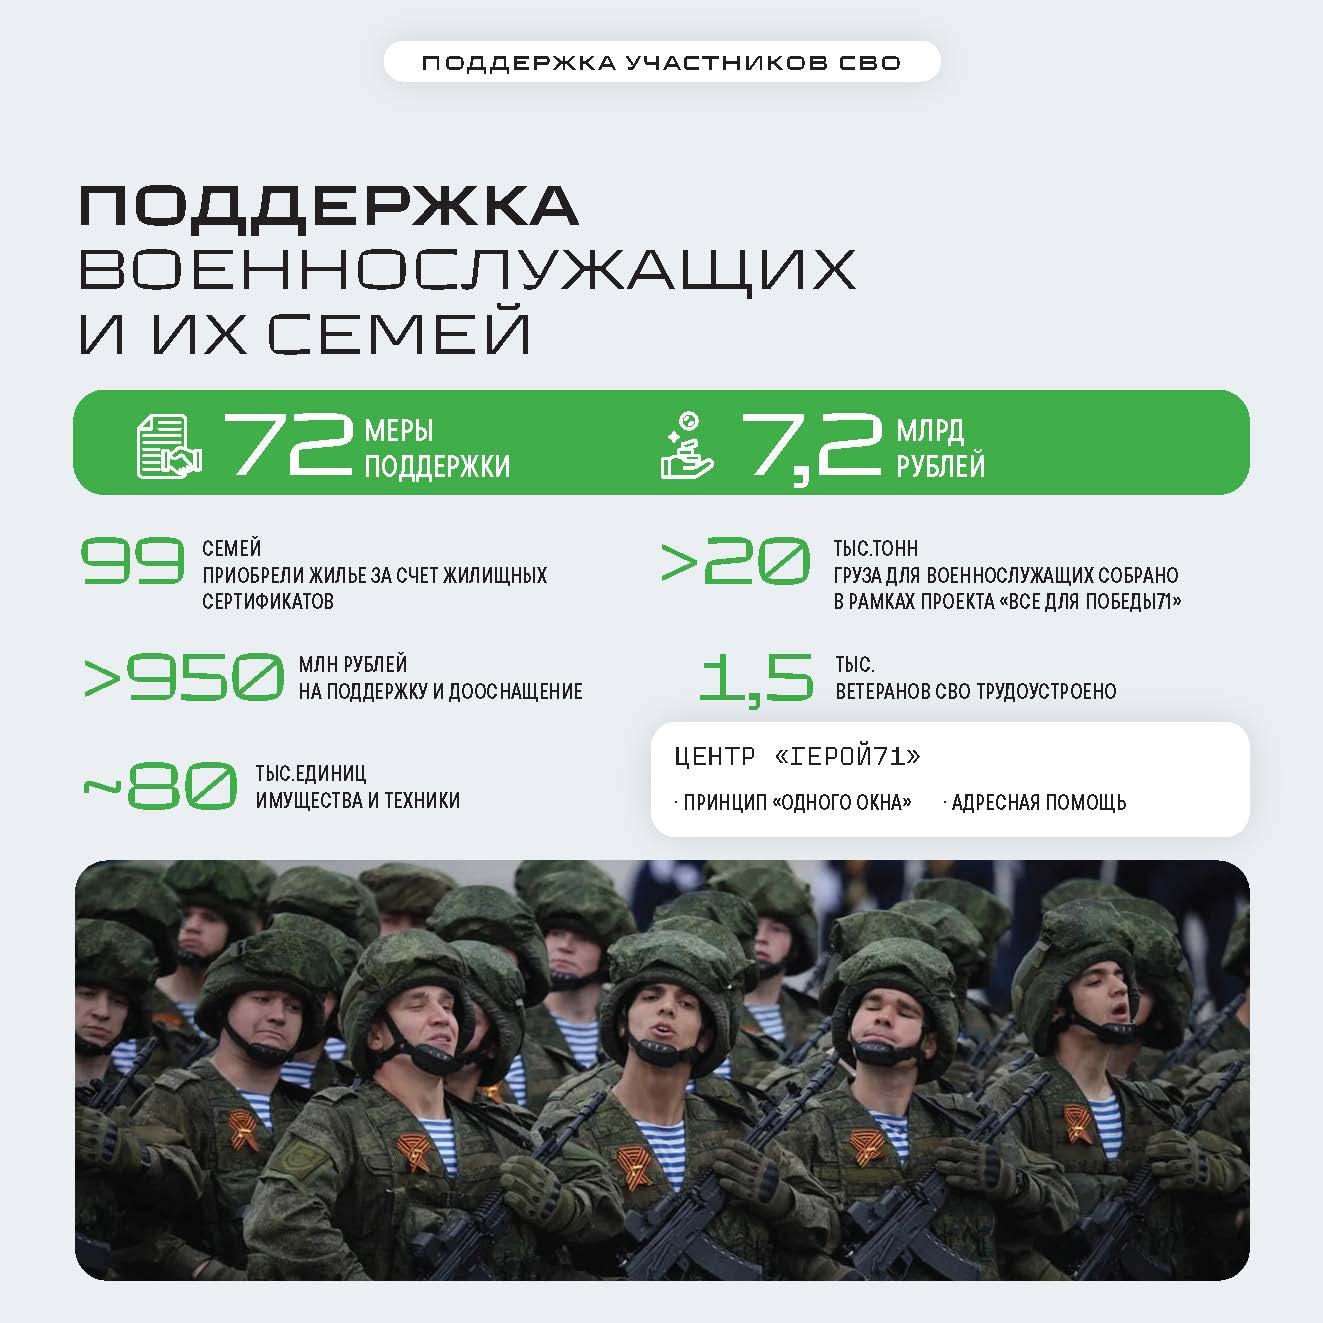 ПОДДЕРЖКА УЧАСТНИКОВ СВО
ПОДДЕРЖКА
ВОЕННОСЛУЖАЩИХ
И ИХ СЕМЕЙ
72 МЕРЫ
ПОДДЕРЖКИ
7,2 МЛРД
РУБЛЕЙ
99 СЕМЕЙ
ПРИОБРЕЛИ ЖИЛЬЕ ЗА СЧЕТ ЖИЛИЩНЫХ
СЕРТИФИКАТОВ
>20 ТЫС.ТОНН
ГРУЗА ДЛЯ ВОЕННОСЛУЖАЩИХ СОБРАНО
В РАМКАХ ПРОЕКТА «ВСЕ ДЛЯ ПОБЕДЫ71»
>950 МЛН РУБЛЕЙ
НА ПОДДЕРЖКУ И ДООСНАЩЕНИЕ
1,5 ТЫС.
ВЕТЕРАНОВ СВО ТРУДОУСТРОЕНО
~80 ТЫС.ЕДИНИЦ
ИМУЩЕСТВА И ТЕХНИКИ
ЦЕНТР «ГЕРОЙ71»
· ПРИНЦИП «ОДНОГО ОКНА» · АДРЕСНАЯ ПОМОЩЬ